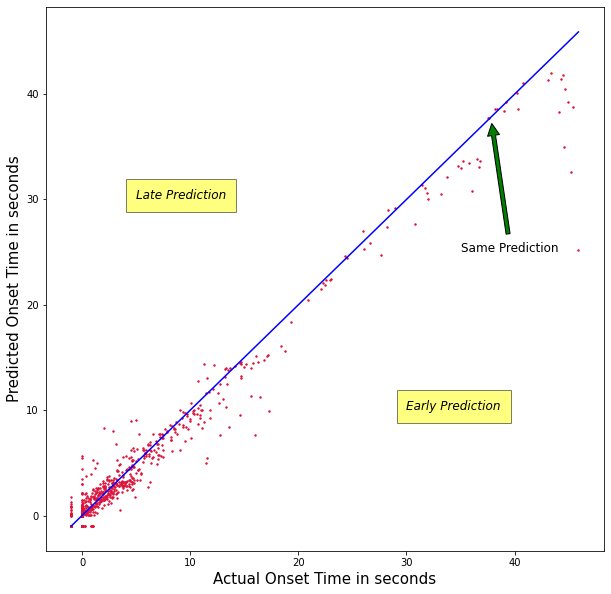 40
30
20
10
0
Late Prediction
Same Prediction
Early Prediction
0 10 20 30 40
Actual Onset Time in seconds
Predicted Onset Time in seconds